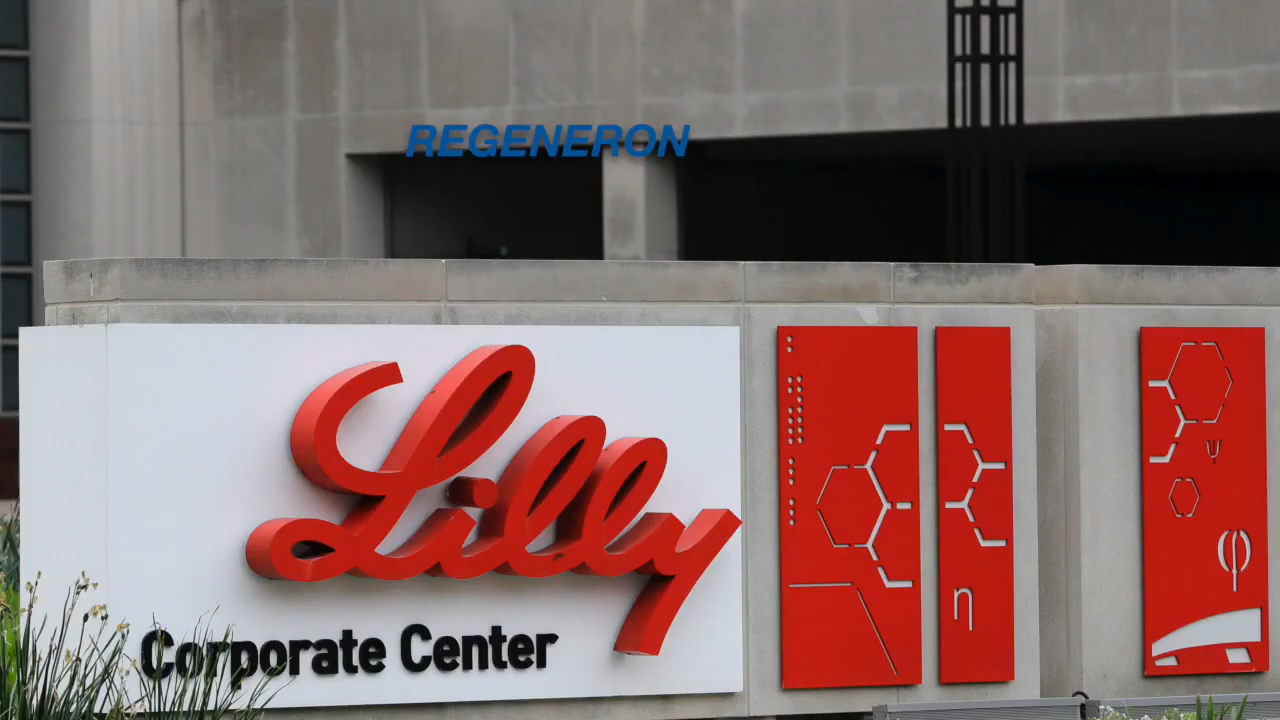 REGENERON
Lilly
Corporate Center
η
ψ
φ